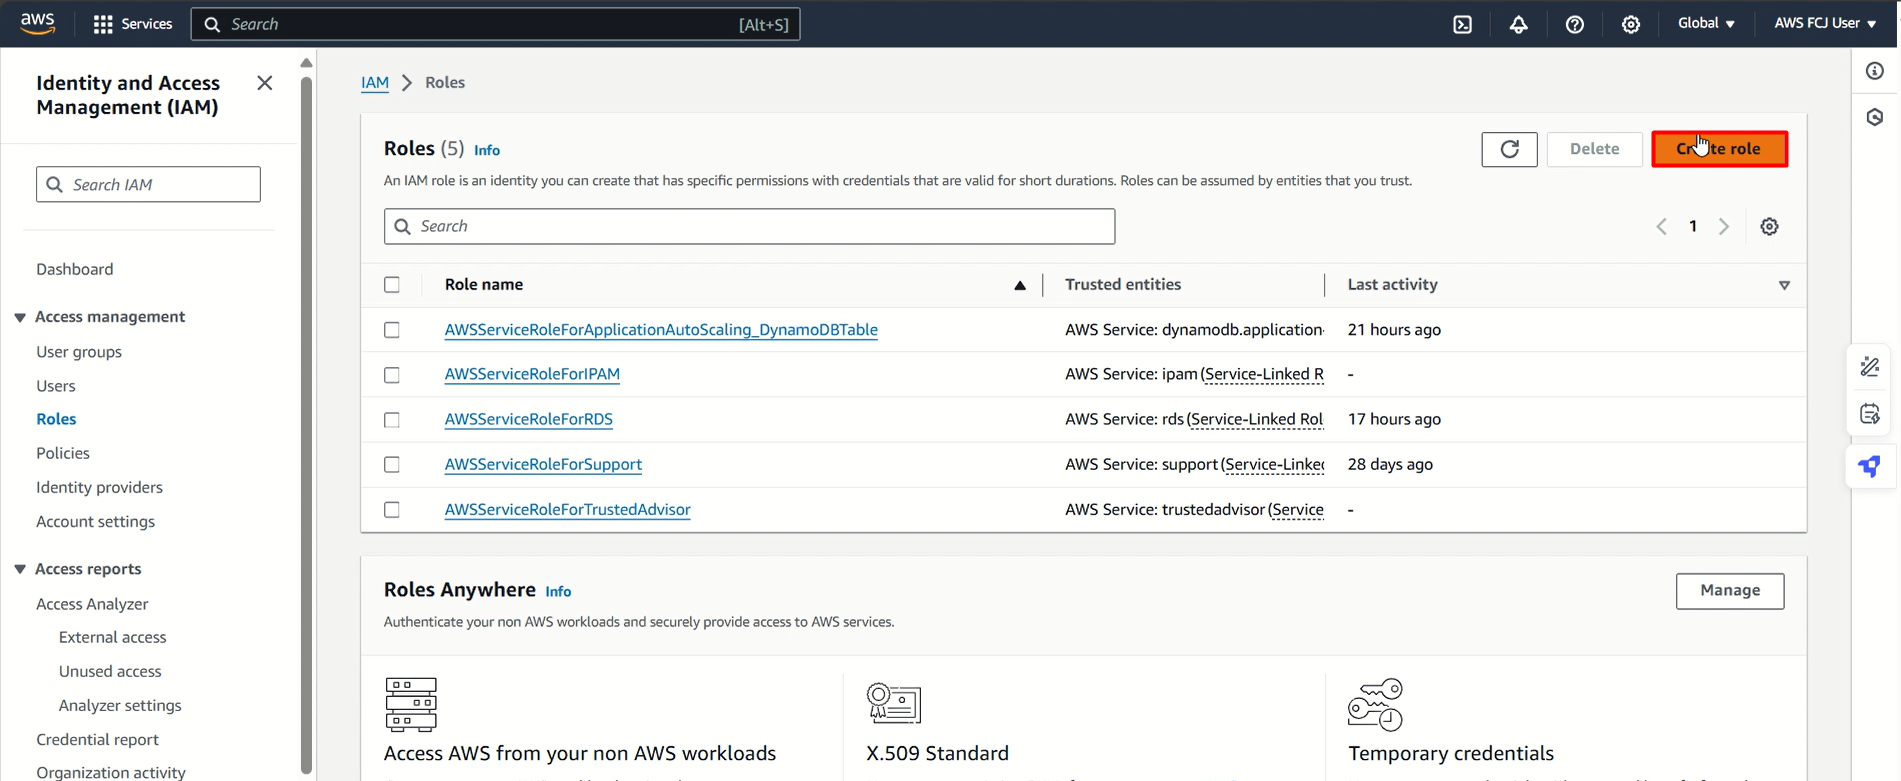 aws
Services
Search
[Alt+S]
Global
AWS FCJ User
Identity and Access
Management (IAM)
Search IAM
Dashboard
Access management
User groups
Users
Roles
Policies
Identity providers
Account settings
Access reports
Access Analyzer
External access
Unused access
Analyzer settings
Credential report
Organization activity
IAM
Roles
Roles (5) Info
Delete
role
An IAM role is an identity you can create that has specific permissions with credentials that are valid for short durations. Roles can be assumed by entities that you trust.
Search
1
Role name
Trusted entities
Last activity
AWSServiceRoleForApplicationAutoScaling_DynamoDBTable
AWS Service: dynamodb.application-
21 hours ago
AWSServiceRoleForIPAM
AWS Service: ipam (Service-Linked R
-
AWSServiceRoleForRDS
AWS Service: rds (Service-Linked Rol
17 hours ago
AWSServiceRoleForSupport
AWS Service: support (Service-Linked
28 days ago
AWSServiceRoleForTrustedAdvisor
AWS Service: trustedadvisor (Service
-
Roles Anywhere Info
Manage
Authenticate your non AWS workloads and securely provide access to AWS services.
Access AWS from your non AWS workloads
X.509 Standard
Temporary credentials